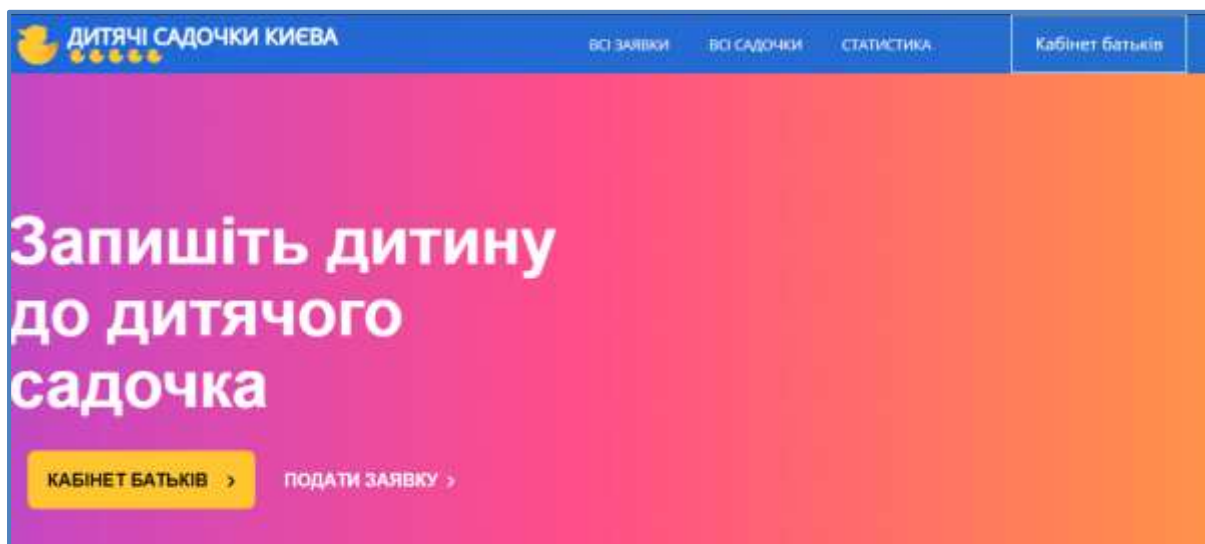 ДИТЯЧІ САДОЧКИ КИЄВА
ВСІ ЗАЯВКИ
ВСІ САДОЧКИ
СТАТИСТИКА
Кабінет батьків
Запишіть дитину
до дитячого
садочка
КАБІНЕТ БАТЬКІВ >
ПОДАТИ ЗАЯВКУ >